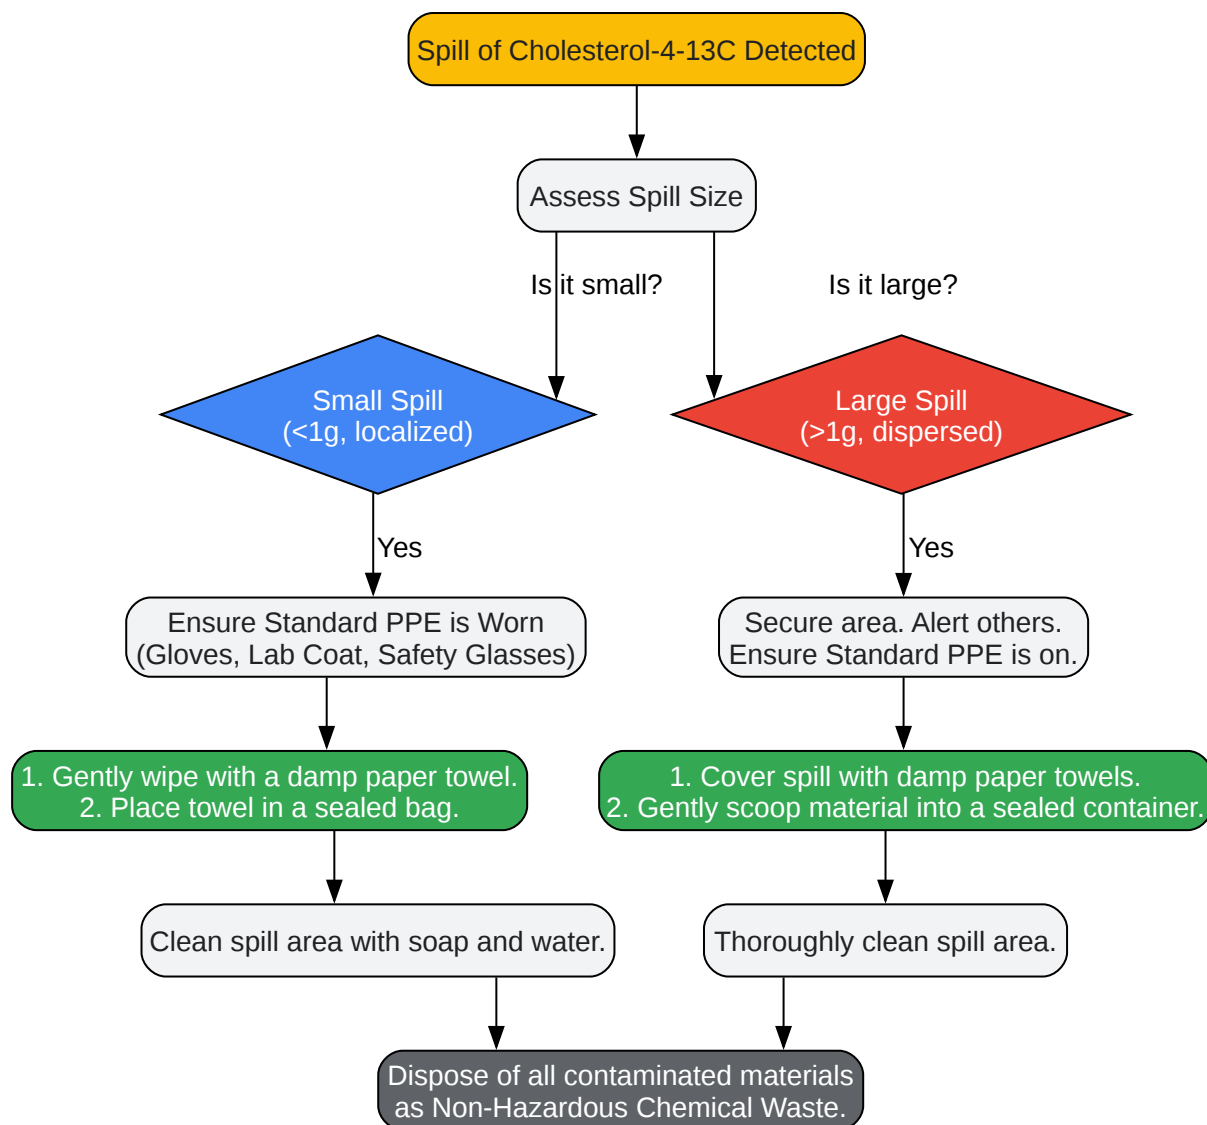 Spill of Cholesterol-4-13C Detected
Assess Spill Size
Is it small?
Is it large?
Small Spill
(<1g, localized)
Large Spill
(>1g, dispersed)
Yes
Yes
Ensure Standard PPE is Worn
(Gloves, Lab Coat, Safety Glasses)
Secure area. Alert others.
Ensure Standard PPE is on.
1. Gently wipe with a damp paper towel.
2. Place towel in a sealed bag.
1. Cover spill with damp paper towels.
2. Gently scoop material into a sealed container.
Clean spill area with soap and water.
Thoroughly clean spill area.
Dispose of all contaminated materials
as Non-Hazardous Chemical Waste.